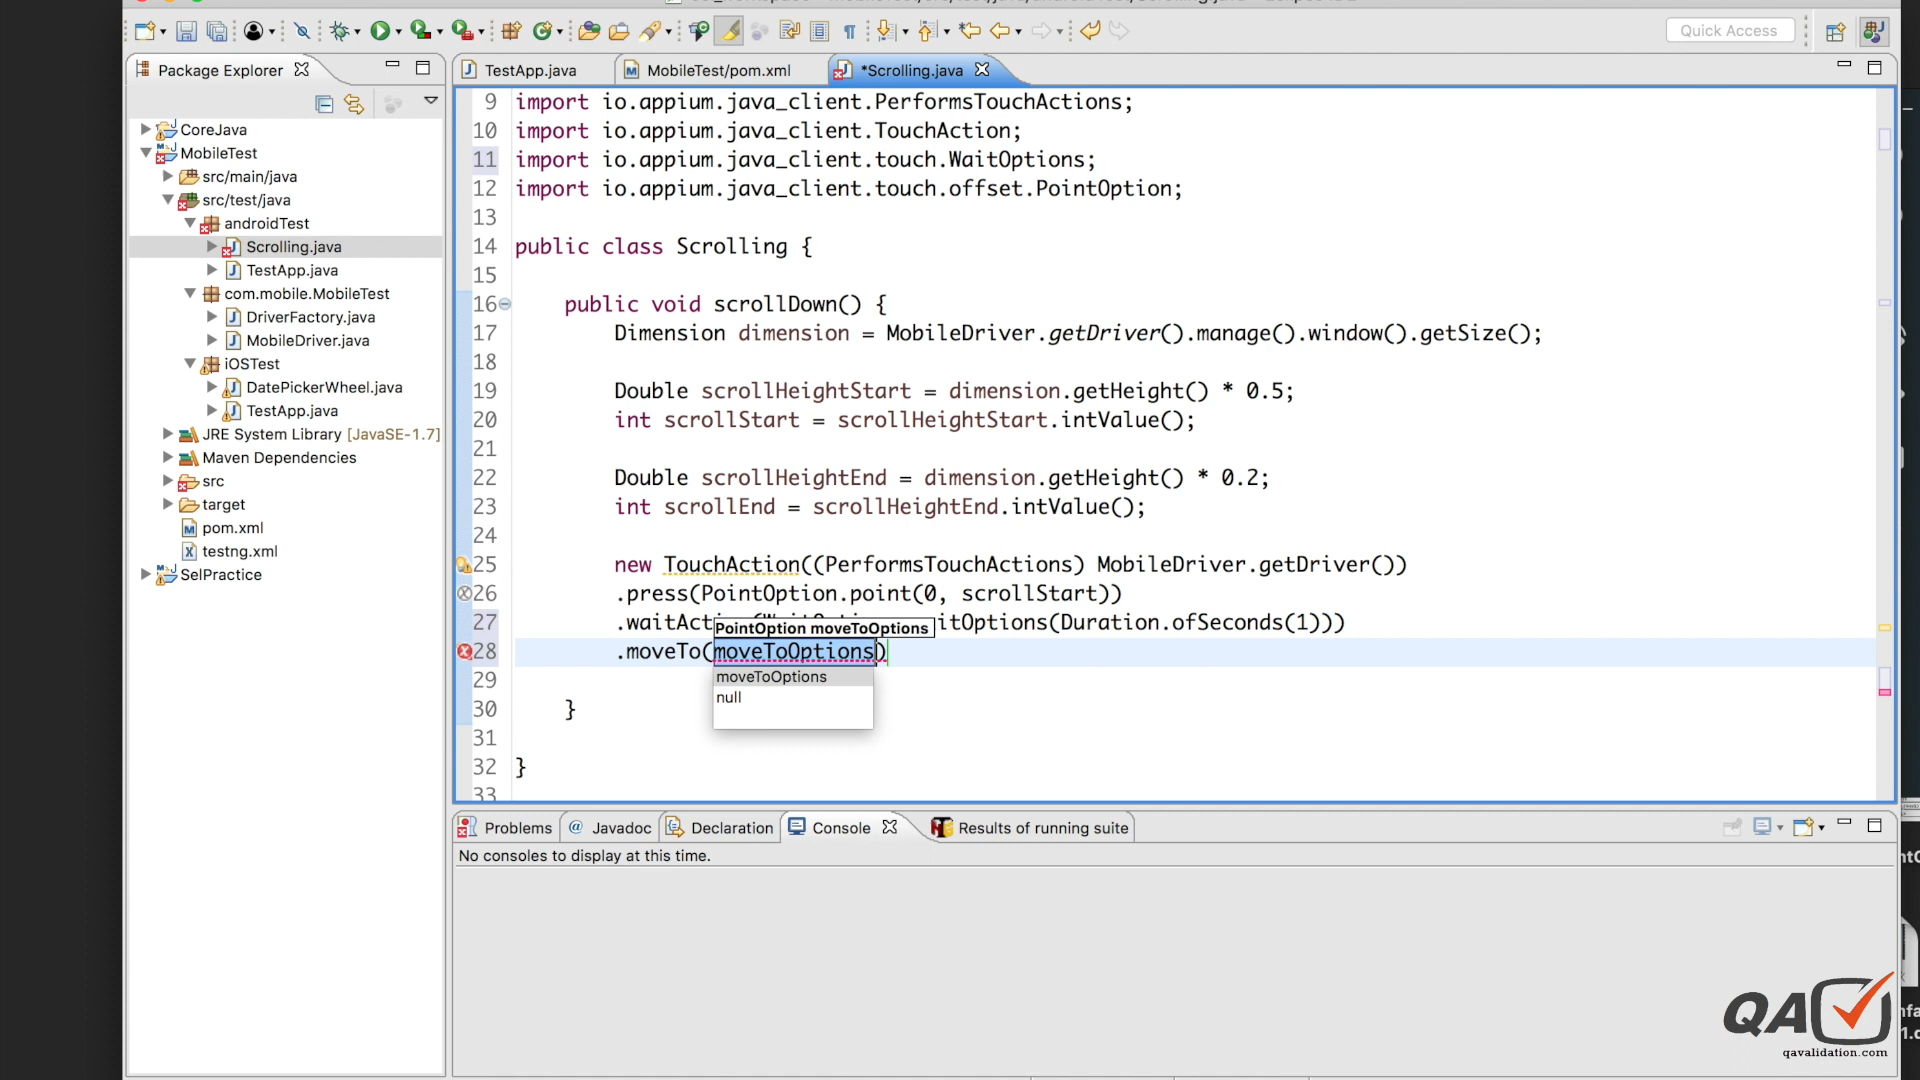 Quick Access
Package Explorer
TestApp.java
MobileTest/pom.xml
*Scrolling.java
CoreJava
MobileTest
src/main/java
src/test/java
androidTest
Scrolling.java
TestApp.java
com.mobile.MobileTest
DriverFactory.java
MobileDriver.java
iOSTest
DatePickerWheel.java
TestApp.java
JRE System Library [JavaSE-1.7]
Maven Dependencies
src
target
pom.xml
testng.xml
SelPractice
9 import io.appium.java_client.PerformsTouchActions;
10 import io.appium.java_client.TouchAction;
11 import io.appium.java_client.touch.WaitOptions;
12 import io.appium.java_client.touch.offset.PointOption;
13
14 public class Scrolling {
15
16 public void scrollDown() {
17 Dimension dimension = MobileDriver.getDriver().manage().window().getSize();
18
19 Double scrollHeightStart = dimension.getHeight() * 0.5;
20 int scrollStart = scrollHeightStart.intValue();
21
22 Double scrollHeightEnd = dimension.getHeight() * 0.2;
23 int scrollEnd = scrollHeightEnd.intValue();
24
25 new TouchAction((PerformsTouchActions) MobileDriver.getDriver())
26 .press(PointOption.point(0, scrollStart))
27 .waitAct itOptions(Duration.ofSeconds(1)))
PointOption moveToOptions
28 .moveTo(moveToOptions)
moveToOptions
null
29
30 }
31
32 }
33
Problems
Javadoc
Declaration
Console
Results of running suite
No consoles to display at this time.
QA
qavalidation.com